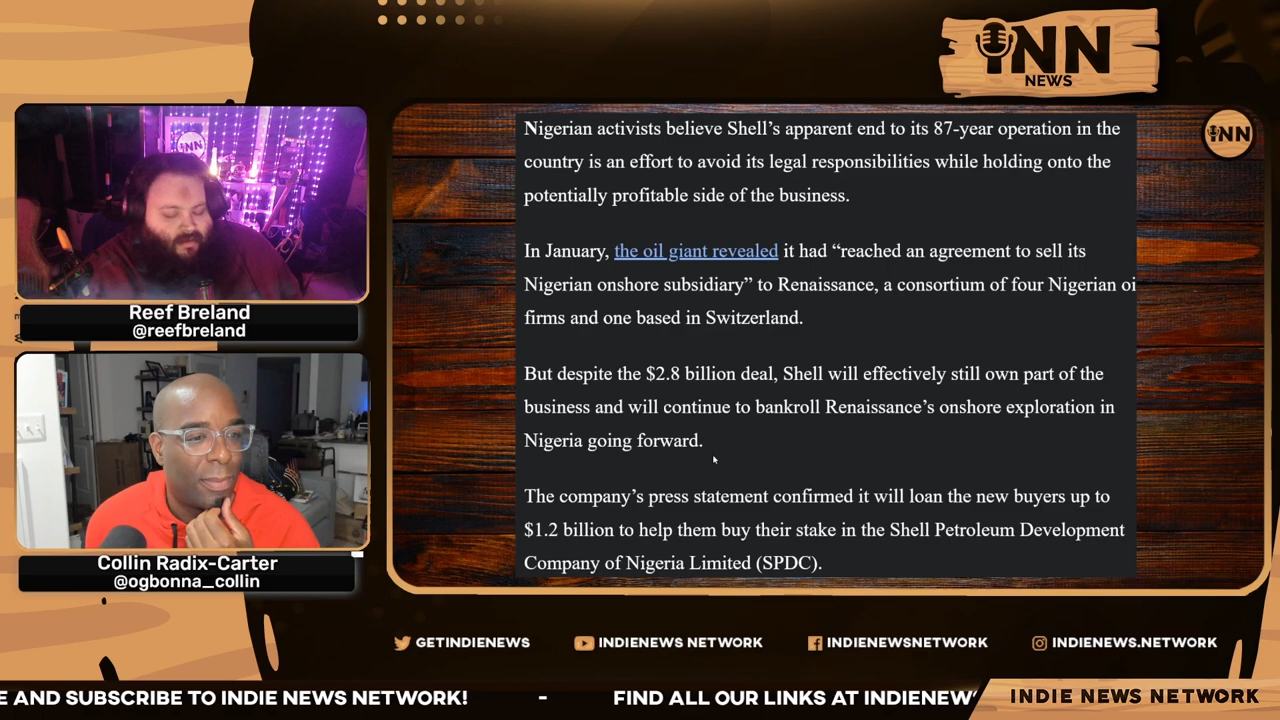 iNN
NEWS
iNN
Nigerian activists believe Shell’s apparent end to its 87-year operation in the
country is an effort to avoid its legal responsibilities while holding onto the
potentially profitable side of the business.
In January, the oil giant revealed it had “reached an agreement to sell its
Nigerian onshore subsidiary” to Renaissance, a consortium of four Nigerian oi
firms and one based in Switzerland.
But despite the $2.8 billion deal, Shell will effectively still own part of the
business and will continue to bankroll Renaissance’s onshore exploration in
Nigeria going forward.
The company’s press statement confirmed it will loan the new buyers up to
$1.2 billion to help them buy their stake in the Shell Petroleum Development
Company of Nigeria Limited (SPDC).
Reef Breland
@reefbreland
Collin Radix-Carter
@ogbonna_collin
GETINDIENEWS
INDIENEWS NETWORK
INDIENEWSNETWORK
INDIENEWS.NETWORK
E AND SUBSCRIBE TO INDIE NEWS NETWORK! - FIND ALL OUR LINKS AT INDIENEW
INDIE NEWS NETWORK